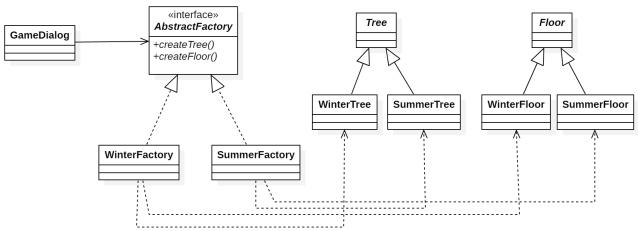 GameDialog
«interface»
AbstractFactory
+createTree()
+createFloor()
Tree
Floor
WinterTree
SummerTree
WinterFloor
SummerFloor
WinterFactory
SummerFactory